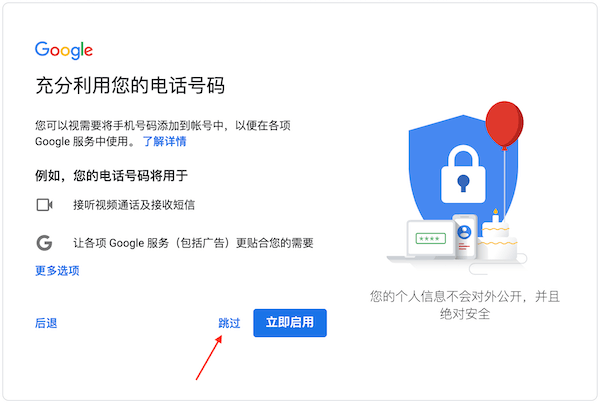 Google
充分利用您的电话号码
您可以视需要将手机号码添加到帐号中，以便在各项
Google 服务中使用。 了解详情
例如，您的电话号码将用于
接听视频通话及接收短信
G 让各项 Google 服务（包括广告）更贴合您的需要
更多选项
后退 跳过 立即启用
****
您的个人信息不会对外公开，并且
绝对安全